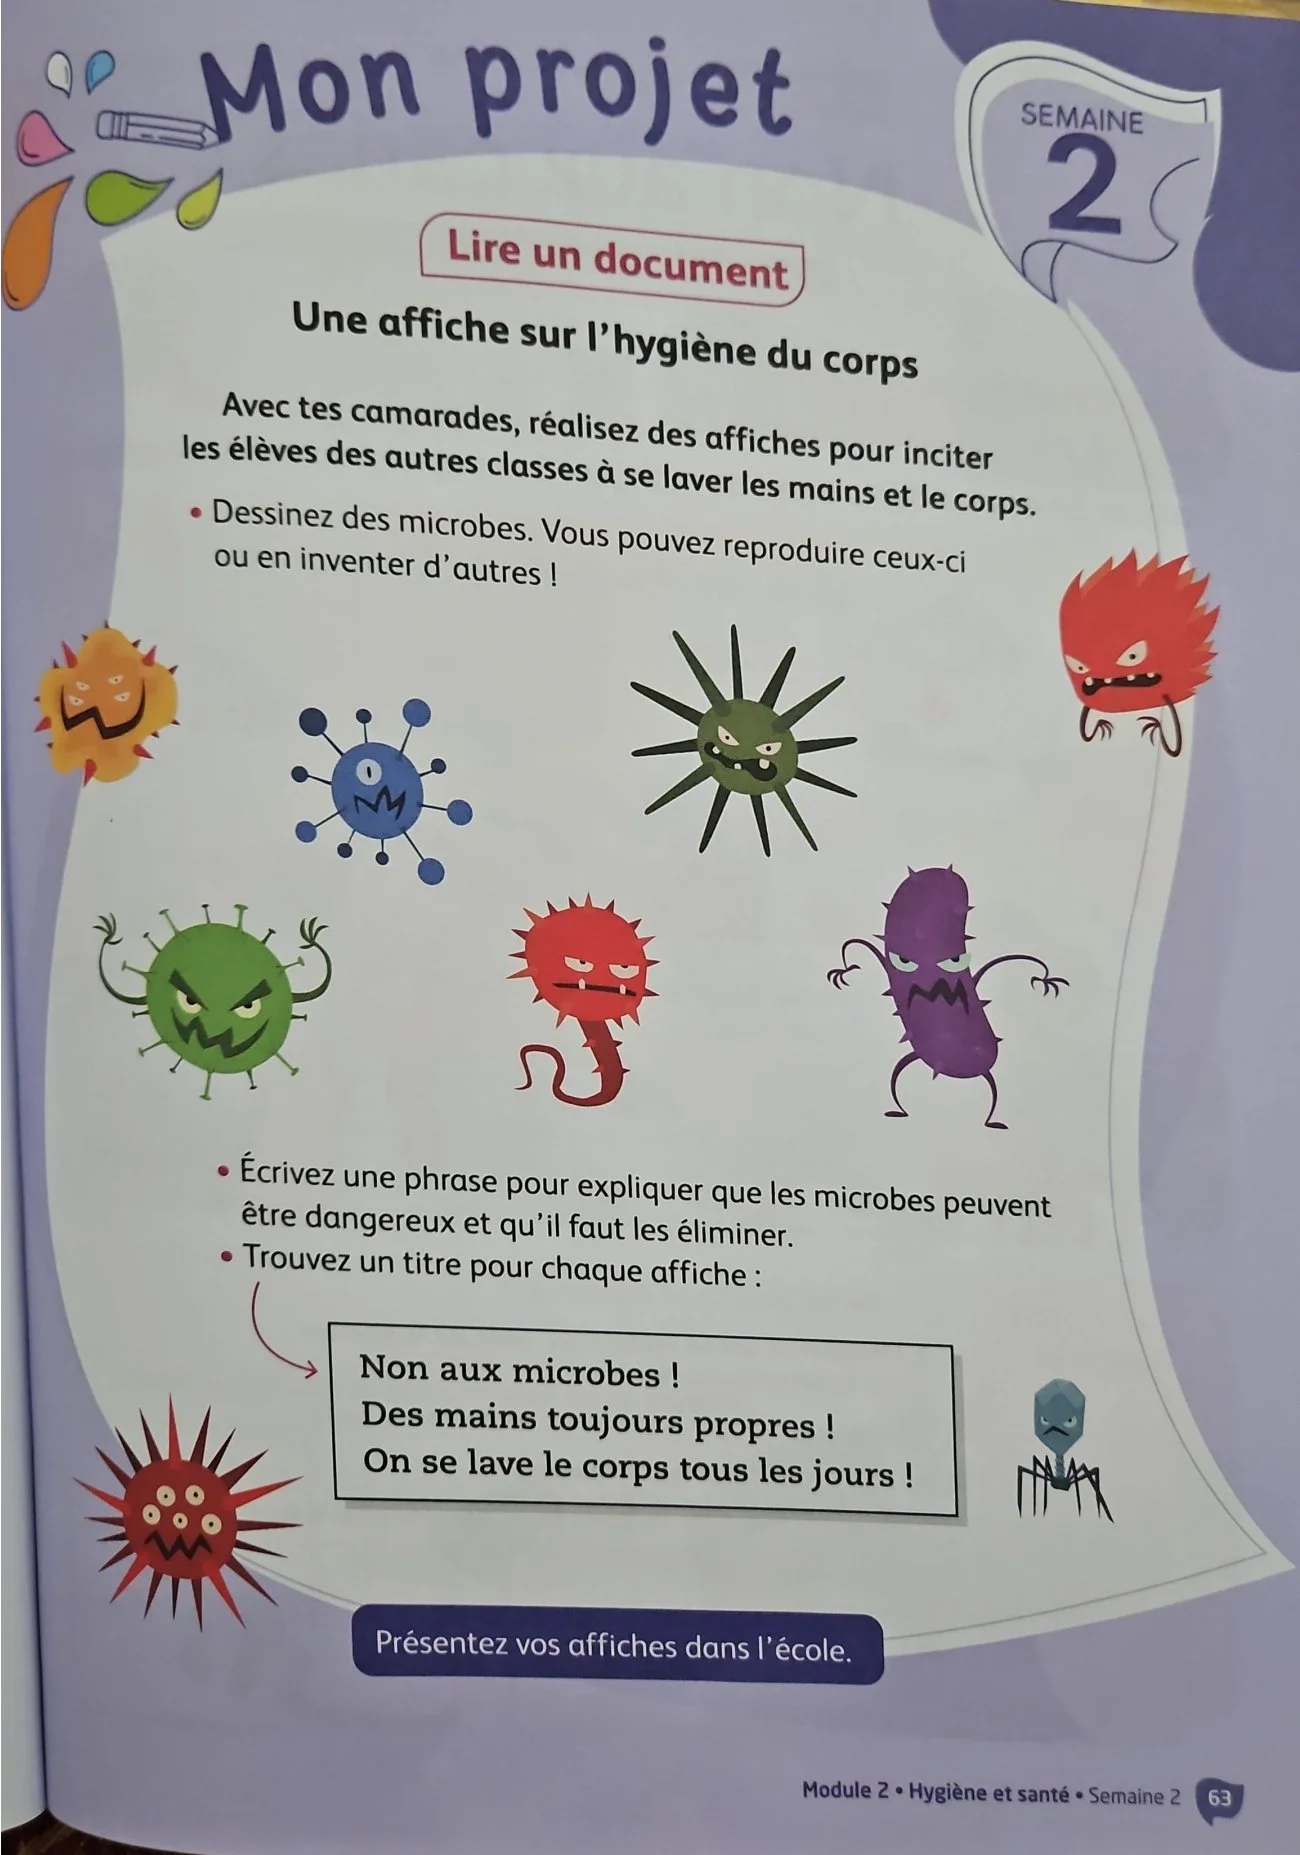 Mon projet
SEMAINE
2
Lire un document
Une affiche sur l'hygiène du corps
Avec tes camarades, réalisez des affiches pour inciter
les élèves des autres classes à se laver les mains et le corps.
• Dessinez des microbes. Vous pouvez reproduire ceux-ci
ou en inventer d'autres !
• Écrivez une phrase pour expliquer que les microbes peuvent
être dangereux et qu'il faut les éliminer.
• Trouvez un titre pour chaque affiche :
Non aux microbes !
Des mains toujours propres !
On se lave le corps tous les jours !
Présentez vos affiches dans l'école.
Module 2 • Hygiène et santé • Semaine 2 63